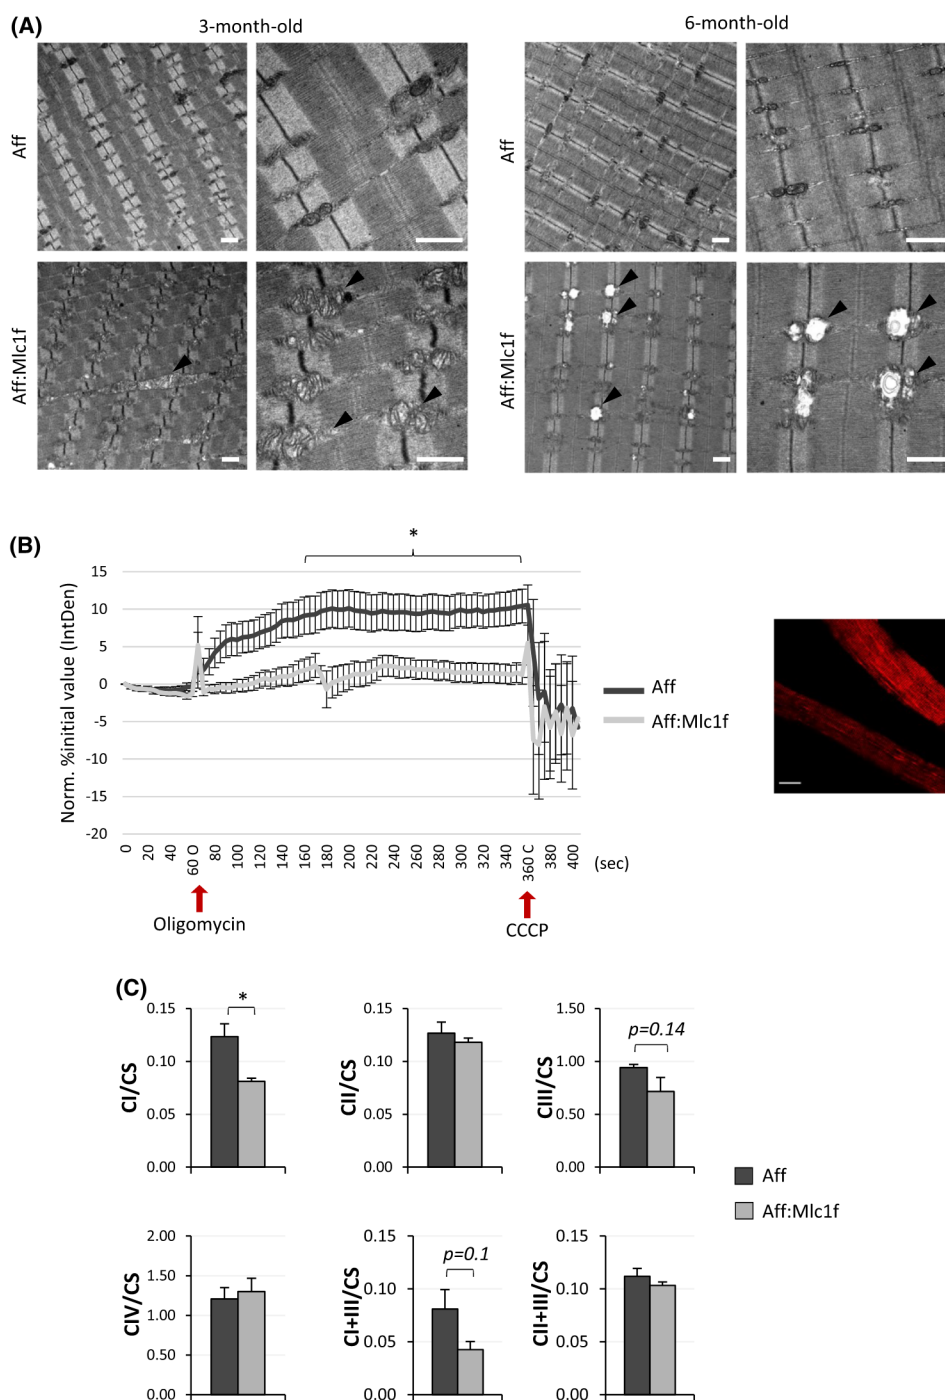 (A)
3-month-old
6-month-old
Aff
Aff
Aff:Mlc1f
Aff:Mlc1f
(B)
*
Norm. %initial value (IntDen)
15
10
5
0
-5
-10
-15
-20
0 20 40 60 O 80 100 120 140 160 180 200 220 240 260 280 300 320 340 360 C 380 400 (sec)
Oligomycin
CCCP
Aff
Aff:Mlc1f
(C)
CI/CS
0.15
0.10
0.05
0.00
*
CII/CS
0.15
0.10
0.05
0.00
CIII/CS
1.50
1.00
0.50
0.00
p=0.14
Aff
Aff:Mlc1f
CIV/CS
2.00
1.50
1.00
0.50
0.00
CI+III/CS
0.15
0.10
0.05
0.00
p=0.1
CII+III/CS
0.15
0.10
0.05
0.00